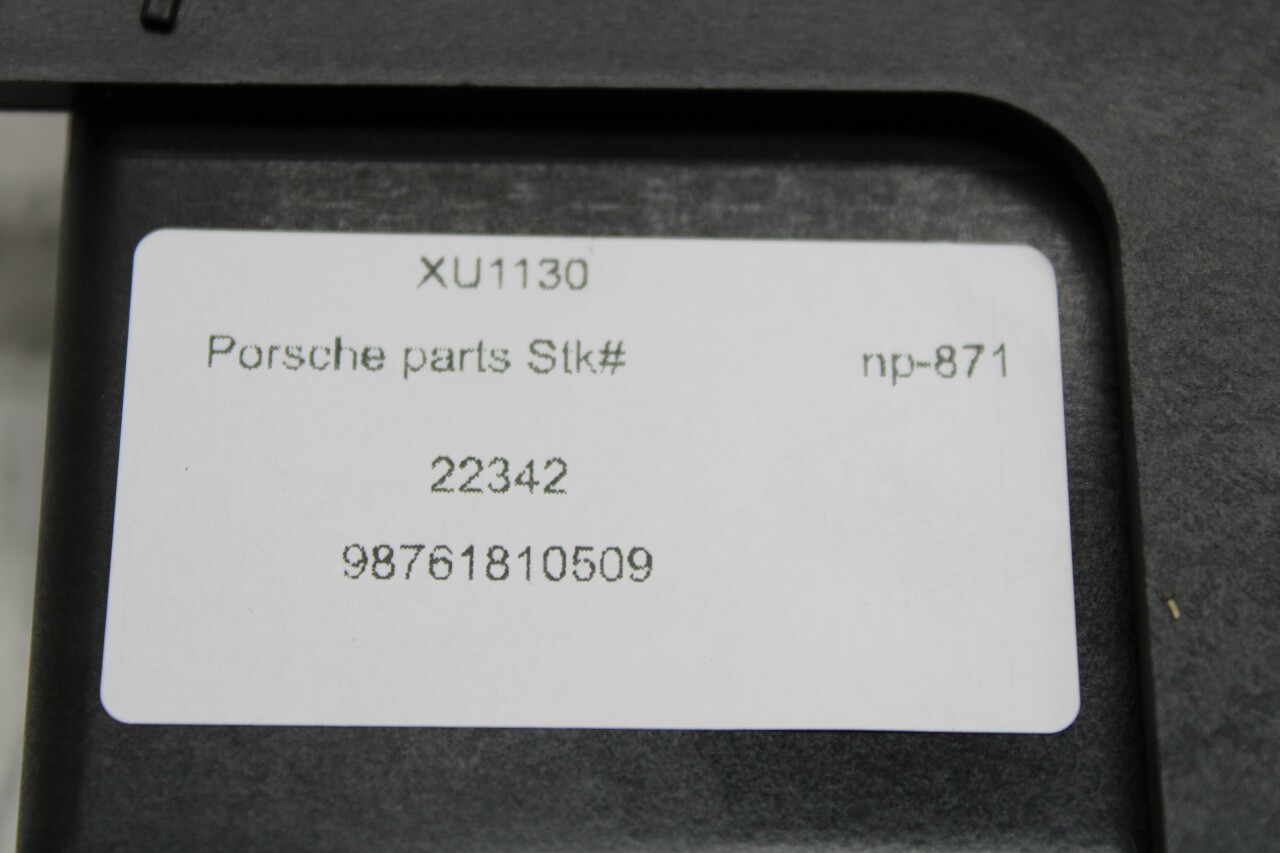 XU1130
Porsche parts Stk# np-871
22342
98761810509